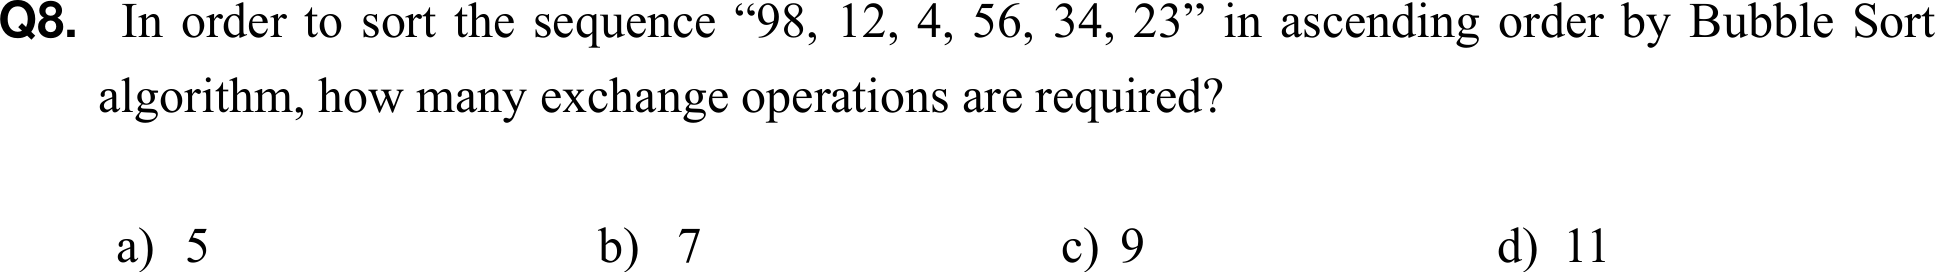 Q8. In order to sort the sequence “98, 12, 4, 56, 34, 23” in ascending order by Bubble Sort
algorithm, how many exchange operations are required?
a) 5 b) 7 c) 9 d) 11